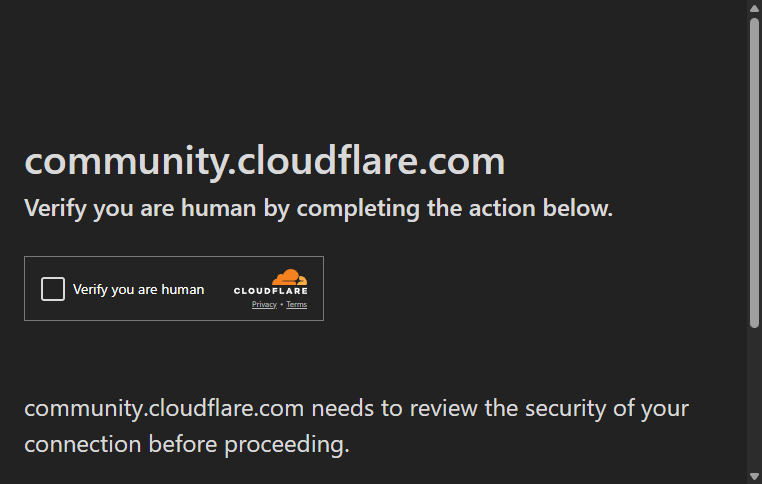 community.cloudflare.com
Verify you are human by completing the action below.
Verify you are human
CLOUDFLARE
Privacy • Terms
community.cloudflare.com needs to review the security of your
connection before proceeding.